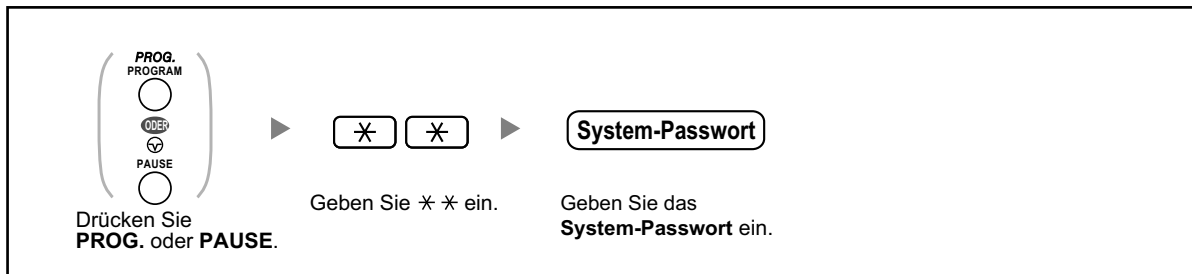 PROG.
PROGRAM
ODER
PAUSE
Drücken Sie
PROG. oder PAUSE.
✳ ✳
Geben Sie ✳ ✳ ein.
System-Passwort
Geben Sie das
System-Passwort ein.